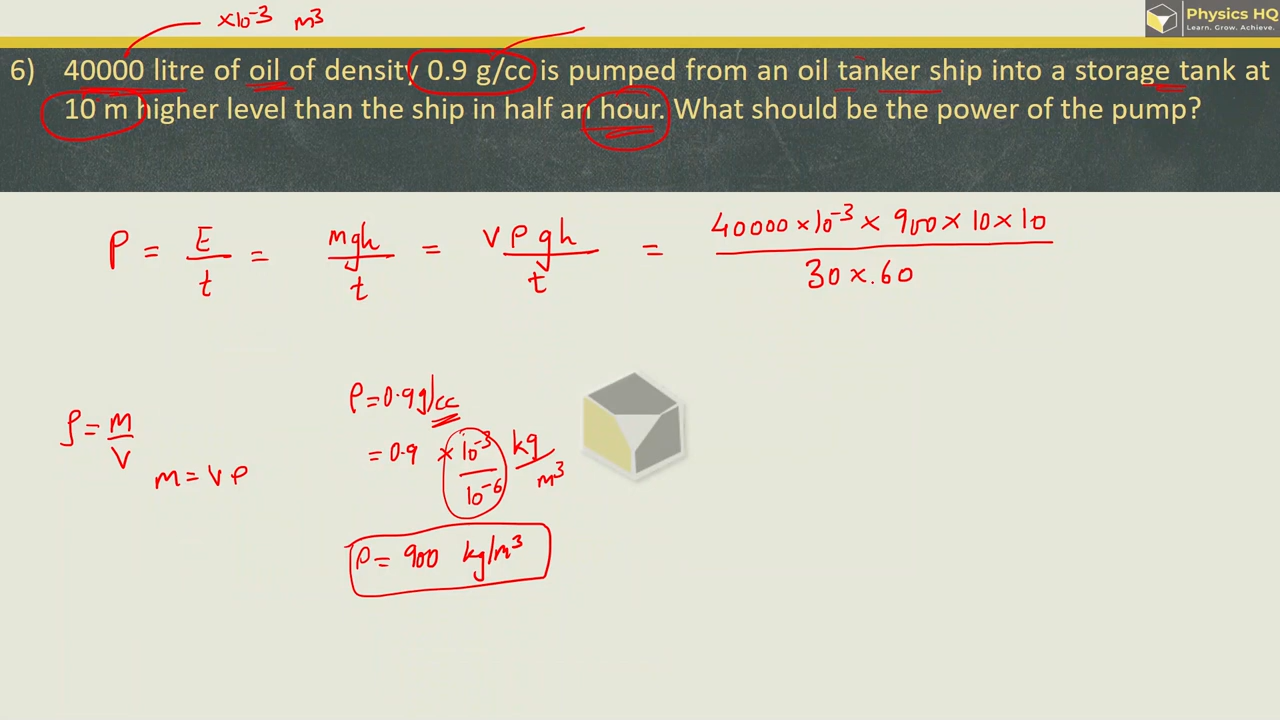 ×10⁻³ m³
Physics HQ
Learn. Grow. Achieve.
6) 40000 litre of oil of density 0.9 g/cc is pumped from an oil tanker ship into a storage tank at
10 m higher level than the ship in half an hour. What should be the power of the pump?
P = E/t = mgh/t = Vρgh/t = 40000×10⁻³ × 900 × 10 × 10 / 30×.60
ρ = 0.9 g/cc
ρ = m/V
= 0.9 × 10⁻³/10⁻⁶ kg/m³
m = Vρ
ρ = 900 kg/m³